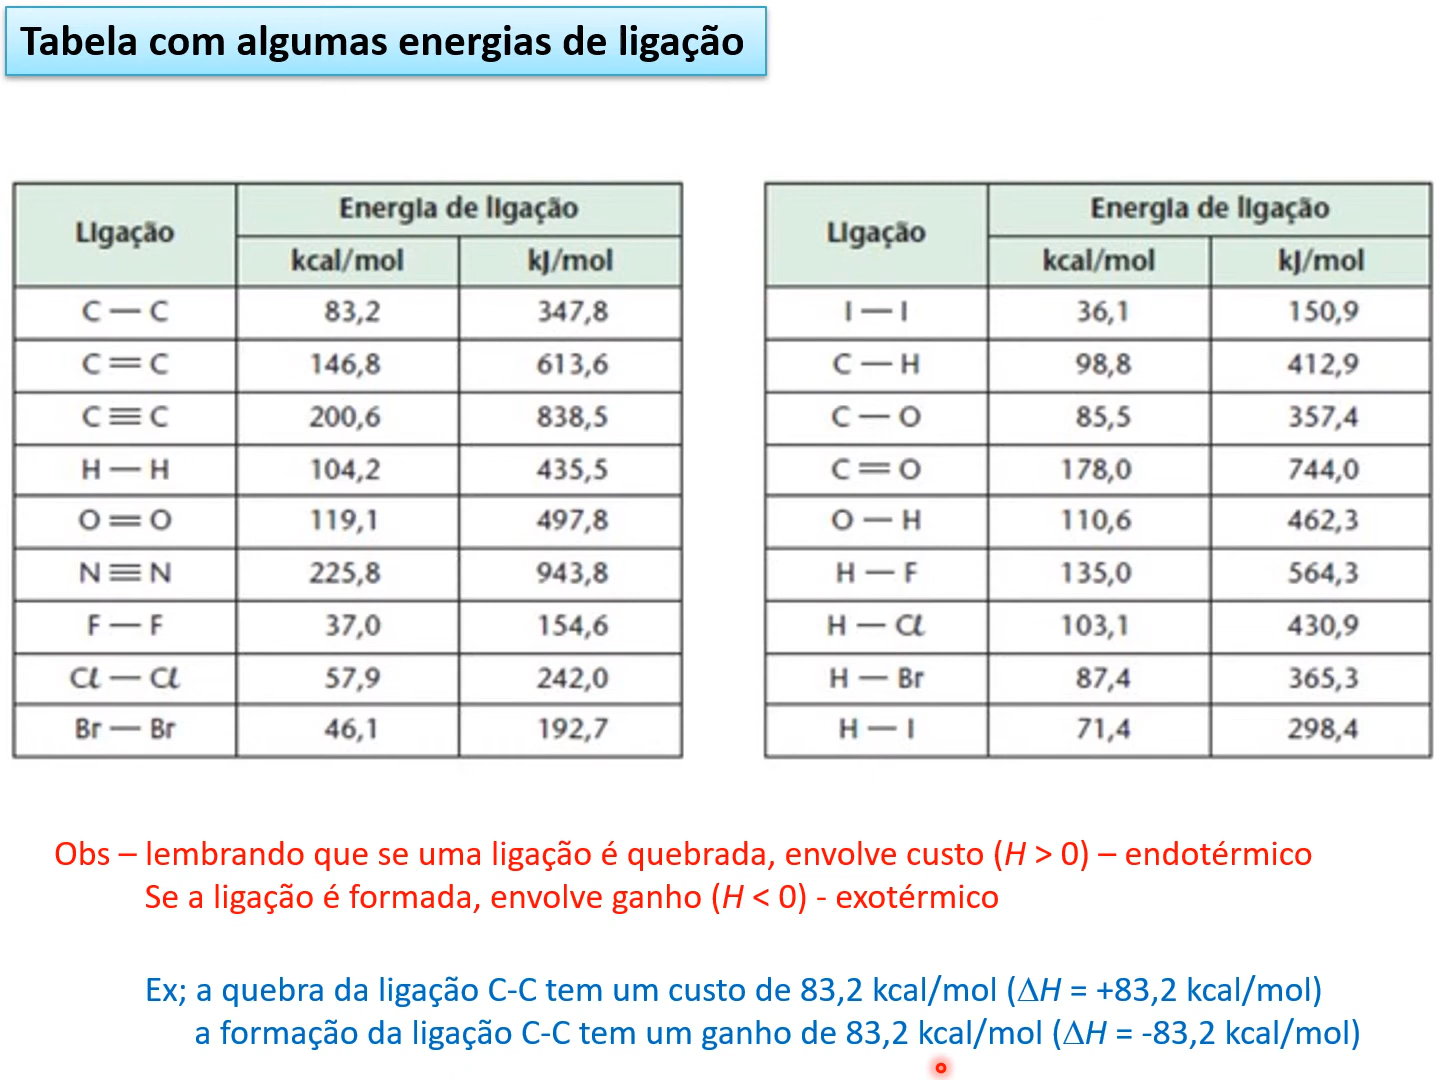 Tabela com algumas energias de ligação
Ligação Energia de ligação
kcal/mol kJ/mol
C — C 83,2 347,8
C = C 146,8 613,6
C ≡ C 200,6 838,5
H — H 104,2 435,5
O = O 119,1 497,8
N ≡ N 225,8 943,8
F — F 37,0 154,6
Cl — Cl 57,9 242,0
Br — Br 46,1 192,7
Ligação Energia de ligação
kcal/mol kJ/mol
I — I 36,1 150,9
C — H 98,8 412,9
C — O 85,5 357,4
C = O 178,0 744,0
O — H 110,6 462,3
H — F 135,0 564,3
H — Cl 103,1 430,9
H — Br 87,4 365,3
H — I 71,4 298,4
Obs – lembrando que se uma ligação é quebrada, envolve custo (H > 0) – endotérmico
Se a ligação é formada, envolve ganho (H < 0) - exotérmico
Ex; a quebra da ligação C-C tem um custo de 83,2 kcal/mol (ΔH = +83,2 kcal/mol)
a formação da ligação C-C tem um ganho de 83,2 kcal/mol (ΔH = -83,2 kcal/mol)